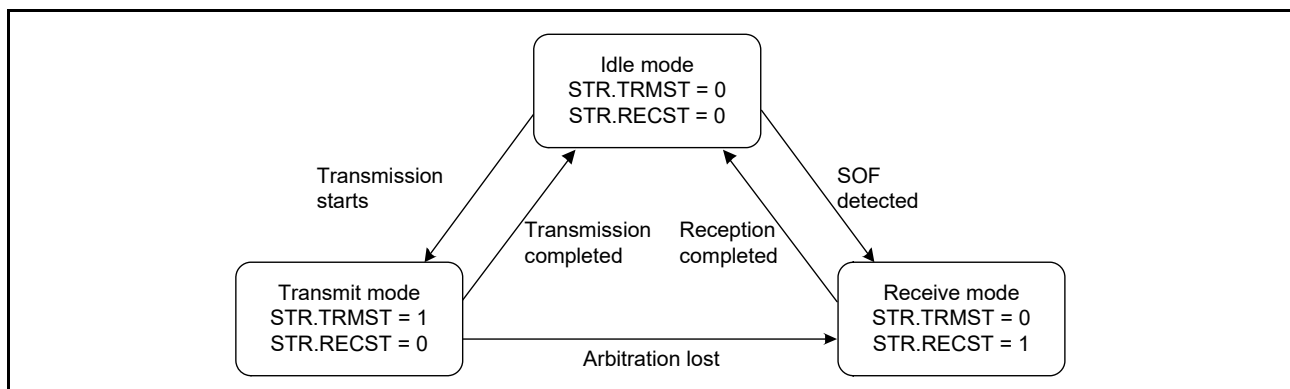 Idle mode
STR.TRMST = 0
STR.RECST = 0
Transmission
starts
SOF
detected
Transmission
completed
Reception
completed
Transmit mode
STR.TRMST = 1
STR.RECST = 0
Receive mode
STR.TRMST = 0
STR.RECST = 1
Arbitration lost